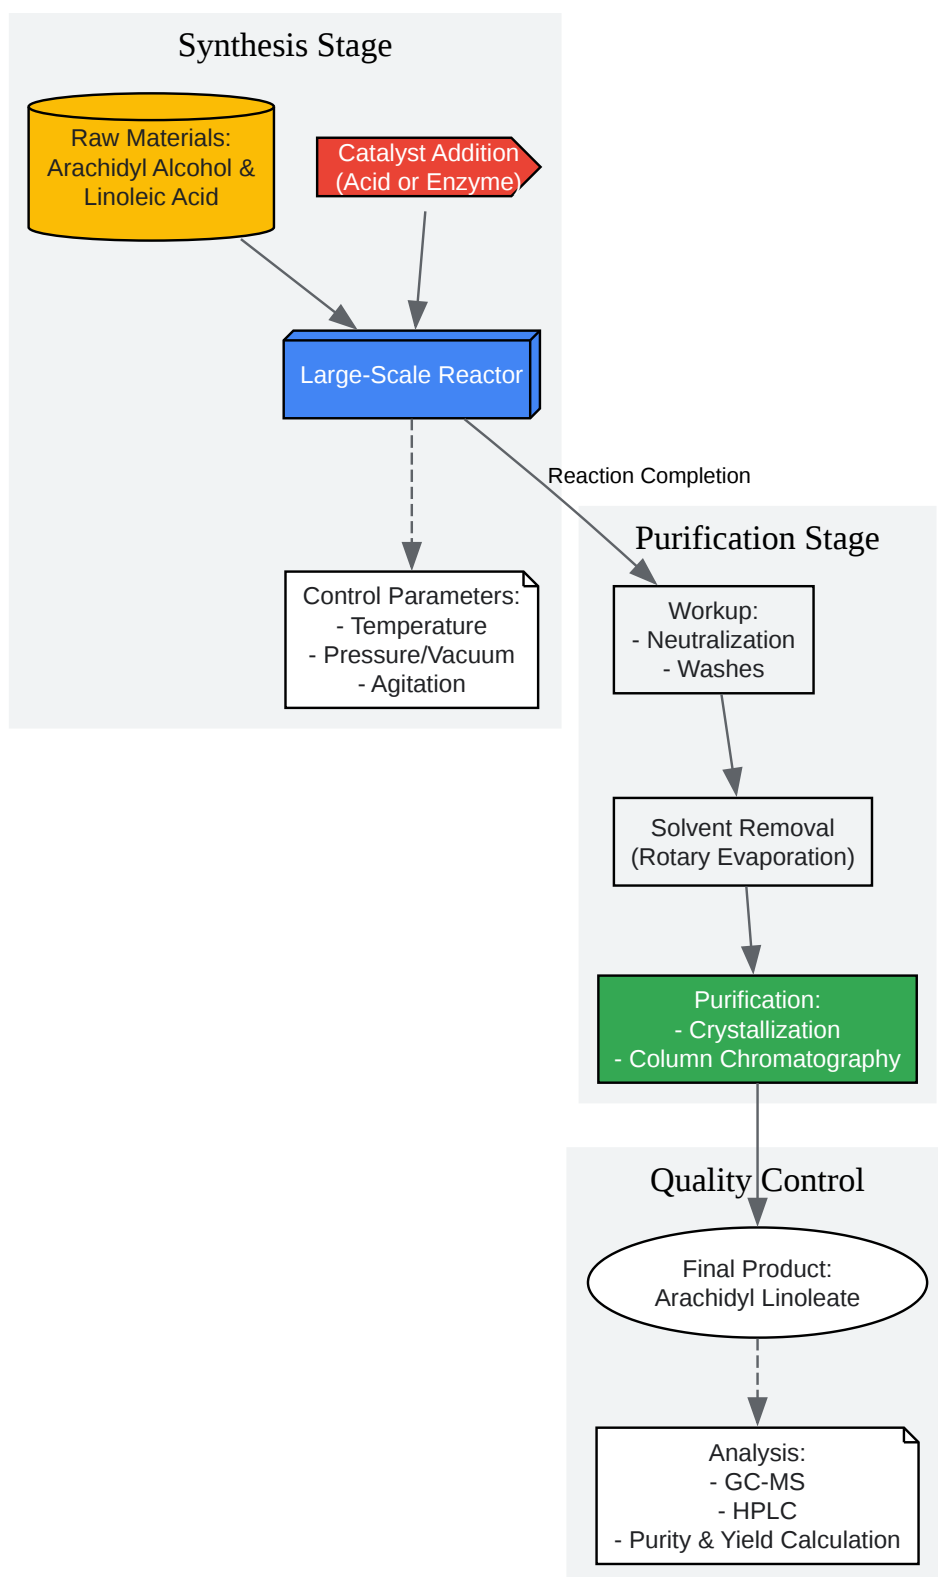 Synthesis Stage
Raw Materials:
Arachidyl Alcohol &
Linoleic Acid
Catalyst Addition
(Acid or Enzyme)
Large-Scale Reactor
Reaction Completion
Control Parameters:
- Temperature
- Pressure/Vacuum
- Agitation
Purification Stage
Workup:
- Neutralization
- Washes
Solvent Removal
(Rotary Evaporation)
Purification:
- Crystallization
- Column Chromatography
Quality Control
Final Product:
Arachidyl Linoleate
Analysis:
- GC-MS
- HPLC
- Purity & Yield Calculation